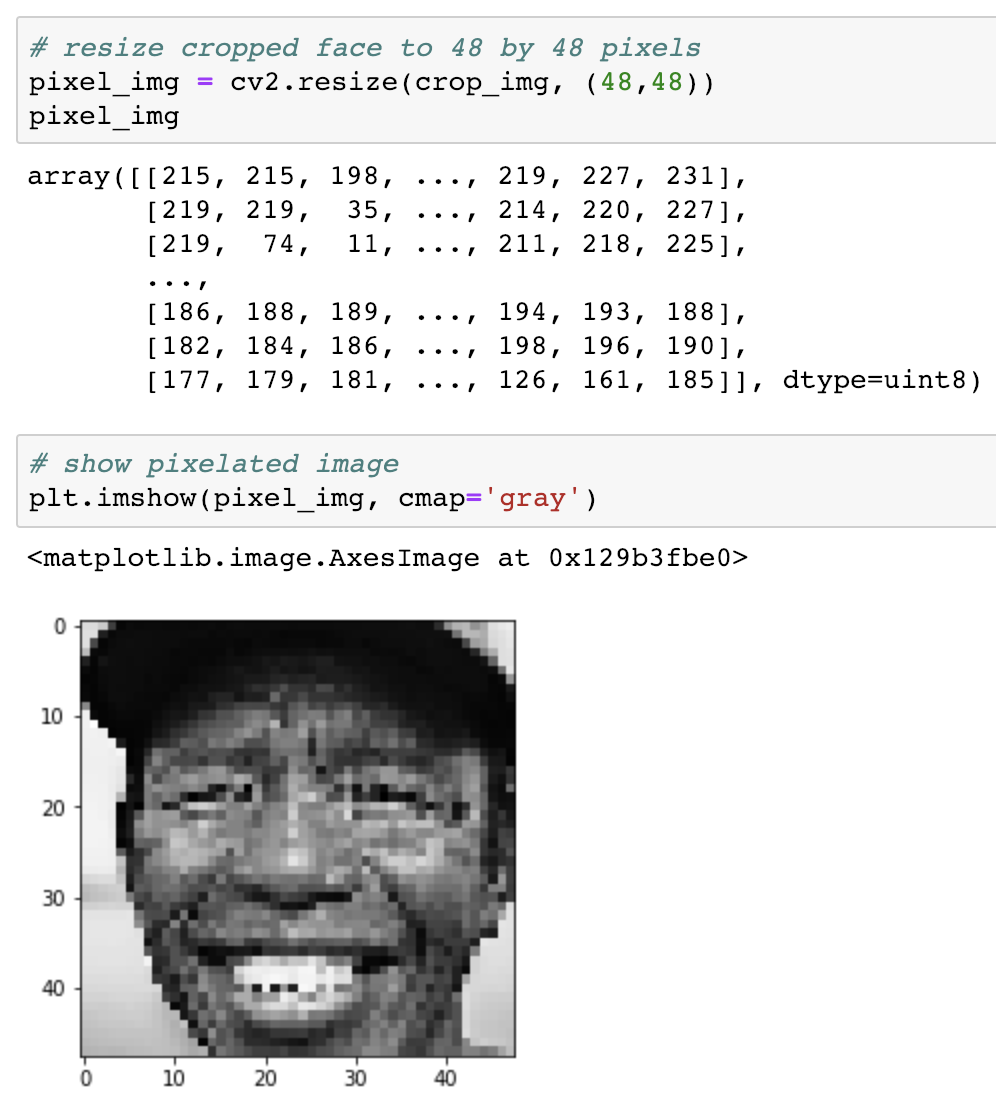 # resize cropped face to 48 by 48 pixels
pixel_img = cv2.resize(crop_img, (48,48))
pixel_img
array([[215, 215, 198, ..., 219, 227, 231],
[219, 219, 35, ..., 214, 220, 227],
[219, 74, 11, ..., 211, 218, 225],
...,
[186, 188, 189, ..., 194, 193, 188],
[182, 184, 186, ..., 198, 196, 190],
[177, 179, 181, ..., 126, 161, 185]], dtype=uint8)
# show pixelated image
plt.imshow(pixel_img, cmap='gray')
<matplotlib.image.AxesImage at 0x129b3fbe0>
0
10
20
30
40
0 10 20 30 40